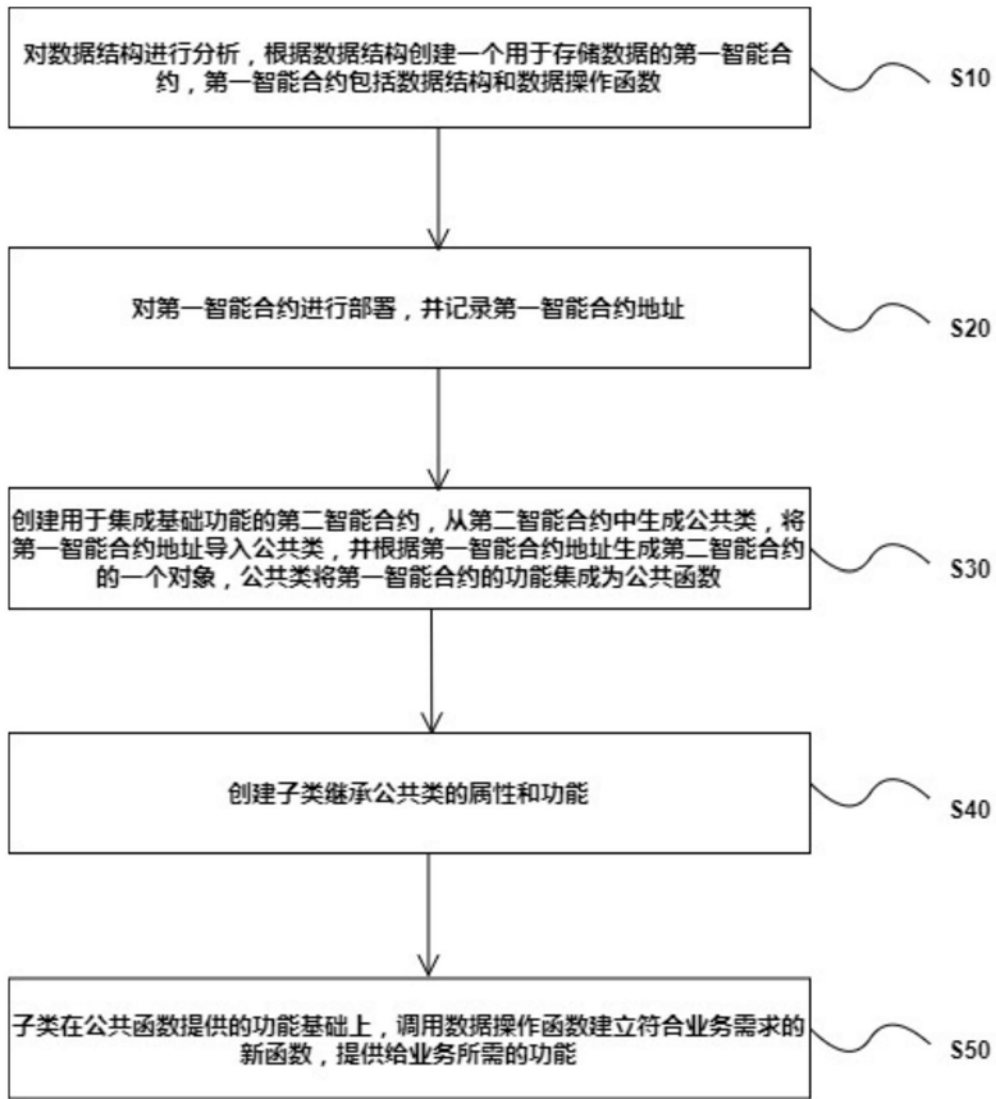 对数据结构进行分析，根据数据结构创建一个用于存储数据的第一智能合
约，第一智能合约包括数据结构和数据操作函数
S10
对第一智能合约进行部署，并记录第一智能合约地址
S20
创建用于集成基础功能的第二智能合约，从第二智能合约中生成公共类，将
第一智能合约地址导入公共类，并根据第一智能合约地址生成第二智能合约
的一个对象，公共类将第一智能合约的功能集成为公共函数
S30
创建子类继承公共类的属性和功能
S40
子类在公共函数提供的功能基础上，调用数据操作函数建立符合业务需求的
新函数，提供给业务所需的功能
S50